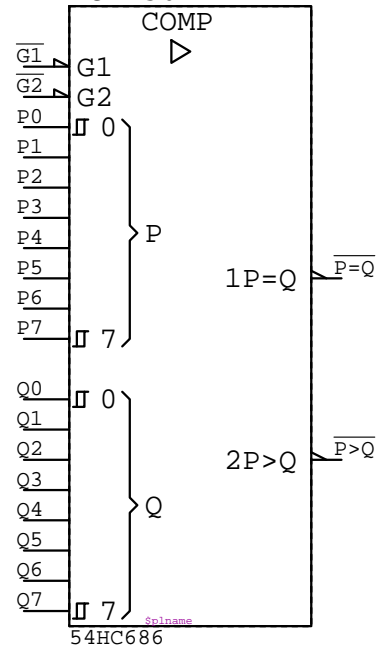 COMP
G1 G1
G2 G2
P0 0
P1
P2
P3
P4 P
P5 1P=Q P=Q
P6
P7 7
Q0 0
Q1
Q2 2P>Q P>Q
Q3
Q4 Q
Q5
Q6
Q7 7
$plname
54HC686